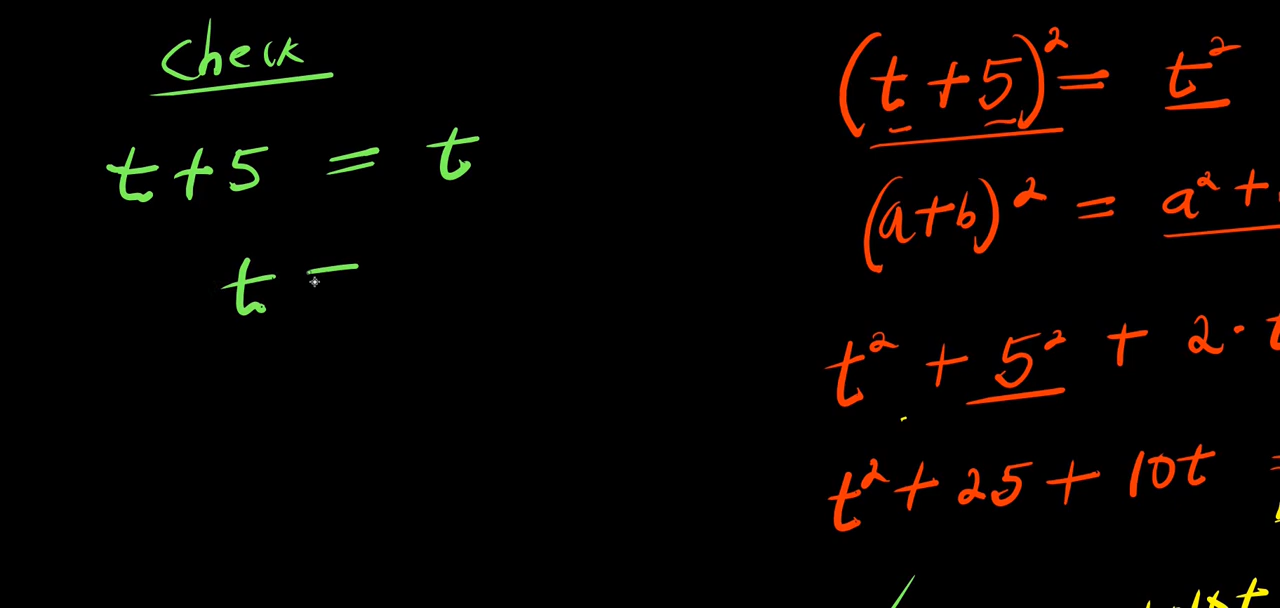 Check
t + 5 = t
t =
(t + 5)² = t²
(a+b)² = a² +
t² + 5² + 2 · t
t² + 25 + 10t =